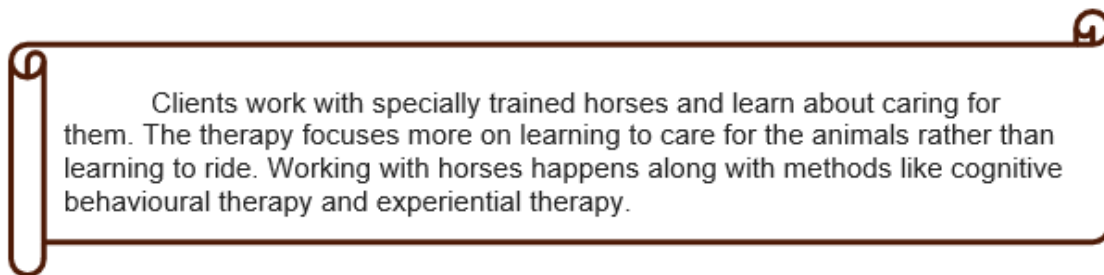 Clients work with specially trained horses and learn about caring for
them. The therapy focuses more on learning to care for the animals rather than
learning to ride. Working with horses happens along with methods like cognitive
behavioural therapy and experiential therapy.